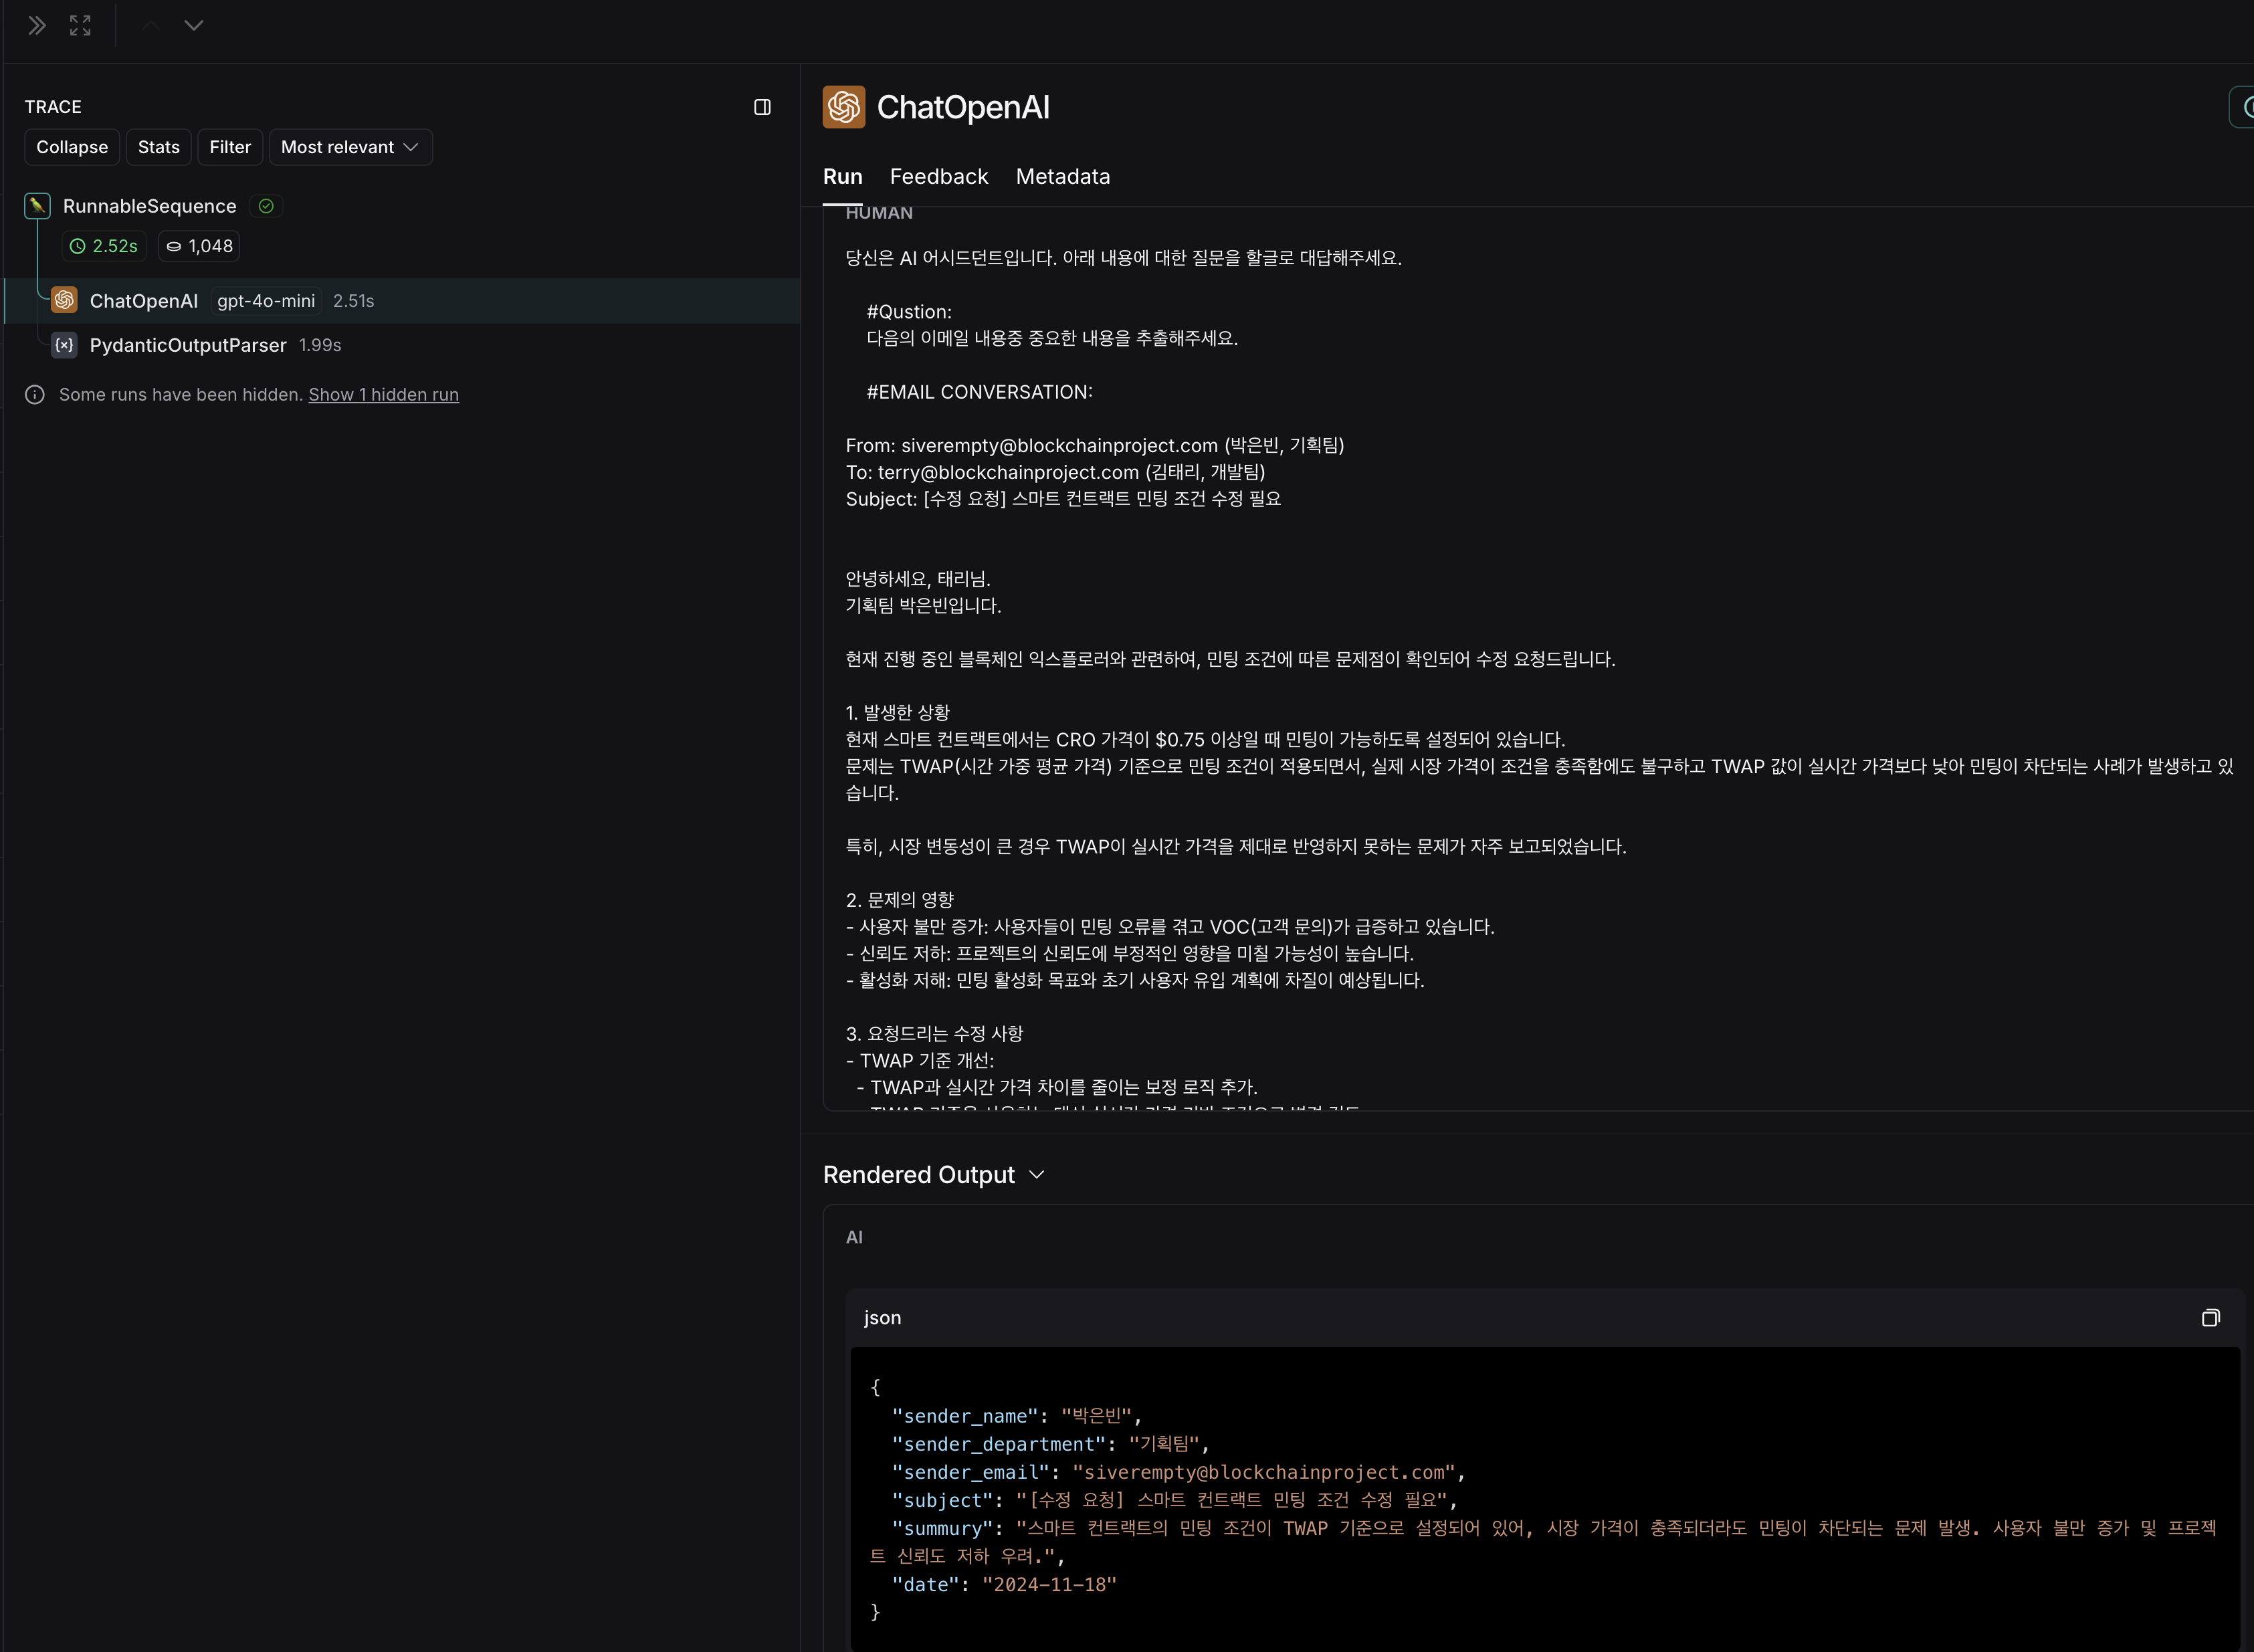 TRACE
Collapse Stats Filter Most relevant
RunnableSequence
2.52s 1,048
ChatOpenAI gpt-4o-mini 2.51s
{x} PydanticOutputParser 1.99s
Some runs have been hidden. Show 1 hidden run
ChatOpenAI
Run Feedback Metadata
HUMAN
당신은 AI 어시드던트입니다. 아래 내용에 대한 질문을 할글로 대답해주세요.
#Qustion:
다음의 이메일 내용중 중요한 내용을 추출해주세요.
#EMAIL CONVERSATION:
From: siverempty@blockchainproject.com (박은빈, 기획팀)
To: terry@blockchainproject.com (김태리, 개발팀)
Subject: [수정 요청] 스마트 컨트랙트 민팅 조건 수정 필요
안녕하세요, 태리님.
기획팀 박은빈입니다.
현재 진행 중인 블록체인 익스플로러와 관련하여, 민팅 조건에 따른 문제점이 확인되어 수정 요청드립니다.
1. 발생한 상황
현재 스마트 컨트랙트에서는 CRO 가격이 $0.75 이상일 때 민팅이 가능하도록 설정되어 있습니다.
문제는 TWAP(시간 가중 평균 가격) 기준으로 민팅 조건이 적용되면서, 실제 시장 가격이 조건을 충족함에도 불구하고 TWAP 값이 실시간 가격보다 낮아 민팅이 차단되는 사례가 발생하고 있
습니다.
특히, 시장 변동성이 큰 경우 TWAP이 실시간 가격을 제대로 반영하지 못하는 문제가 자주 보고되었습니다.
2. 문제의 영향
- 사용자 불만 증가: 사용자들이 민팅 오류를 겪고 VOC(고객 문의)가 급증하고 있습니다.
- 신뢰도 저하: 프로젝트의 신뢰도에 부정적인 영향을 미칠 가능성이 높습니다.
- 활성화 저해: 민팅 활성화 목표와 초기 사용자 유입 계획에 차질이 예상됩니다.
3. 요청드리는 수정 사항
- TWAP 기준 개선:
- TWAP과 실시간 가격 차이를 줄이는 보정 로직 추가.
Rendered Output
AI
json
{
"sender_name": "박은빈",
"sender_department": "기획팀",
"sender_email": "siverempty@blockchainproject.com",
"subject": "[수정 요청] 스마트 컨트랙트 민팅 조건 수정 필요",
"summury": "스마트 컨트랙트의 민팅 조건이 TWAP 기준으로 설정되어 있어, 시장 가격이 충족되더라도 민팅이 차단되는 문제 발생. 사용자 불만 증가 및 프로젝
트 신뢰도 저하 우려.",
"date": "2024-11-18"
}